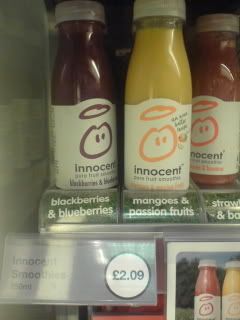 innocent
pure fruit smoothie
blackberries & blueberries
innocent
pure fruit smoothie
innocent
blackberries
& blueberries
mangoes &
passion fruits
strawb
& ba
Innocent
Smoothies
250ml
£2.09